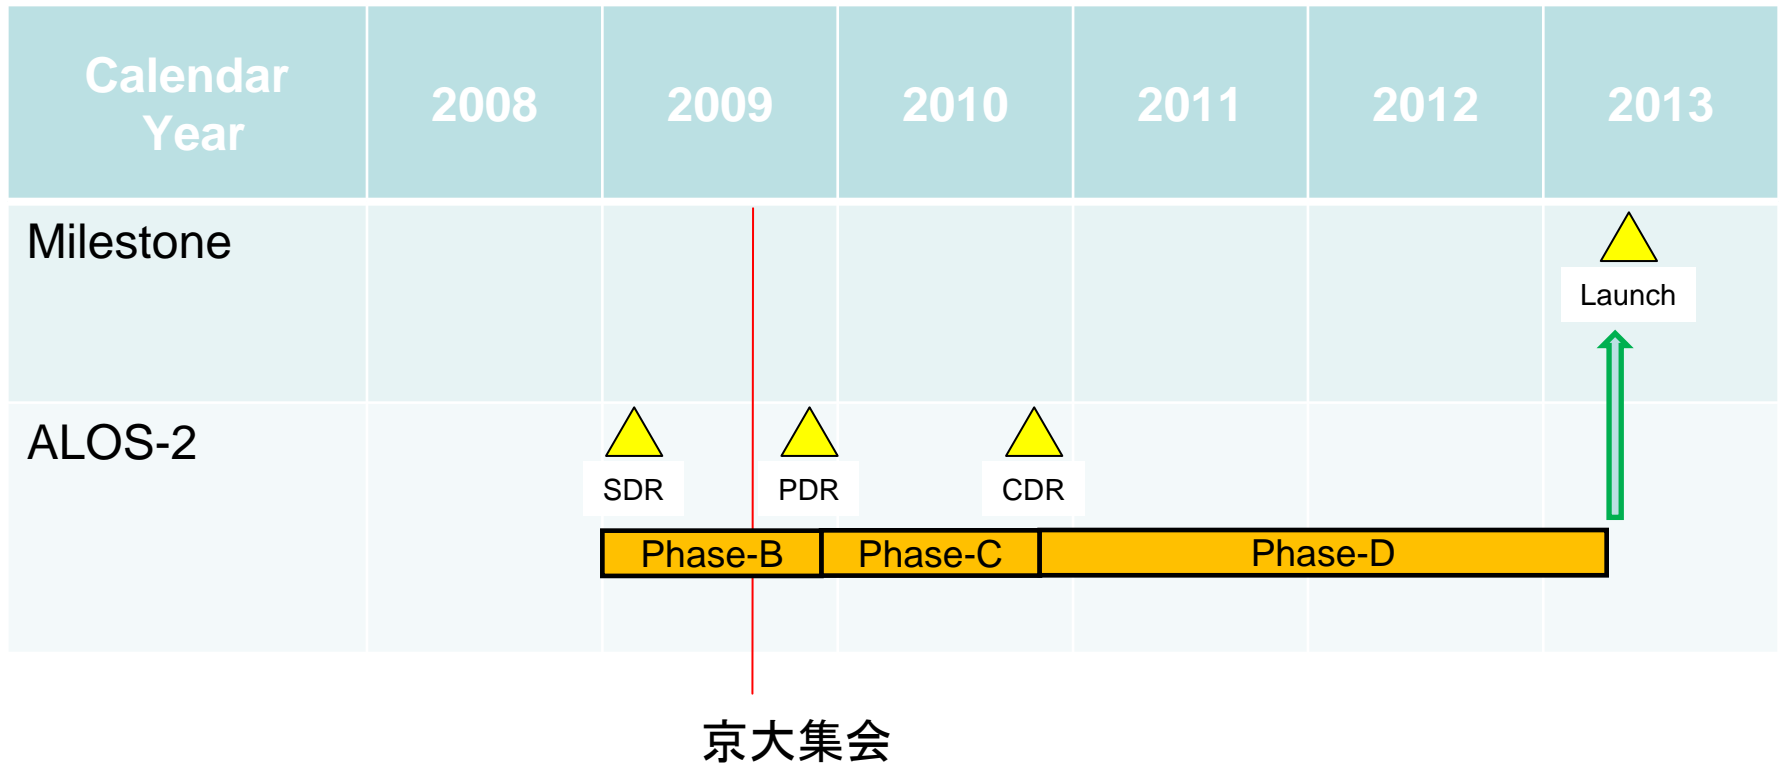 Calendar
Year
2008
2009
2010
2011
2012
2013
Milestone
Launch
ALOS-2
SDR
PDR
CDR
Phase-B
Phase-C
Phase-D
京大集会